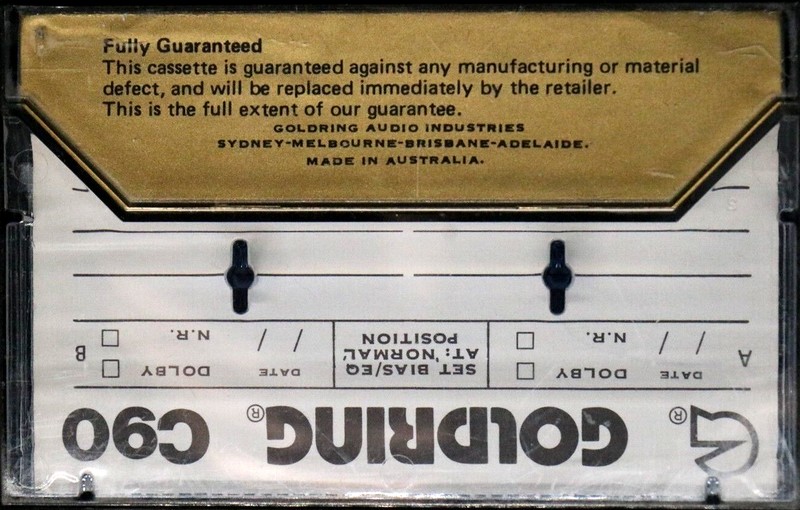 Fully Guaranteed
This cassette is guaranteed against any manufacturing or material
defect, and will be replaced immediately by the retailer.
This is the full extent of our guarantee.
GOLDRING AUDIO INDUSTRIES
SYDNEY-MELBOURNE-BRISBANE-ADELAIDE.
MADE IN AUSTRALIA.
GOLDRING® C90
®
A DATE DOLBY □ SET BIAS/EQ DATE DOLBY □ B
AT: 'NORMAL'
/ / N.R. □ POSITION / / N.R. □